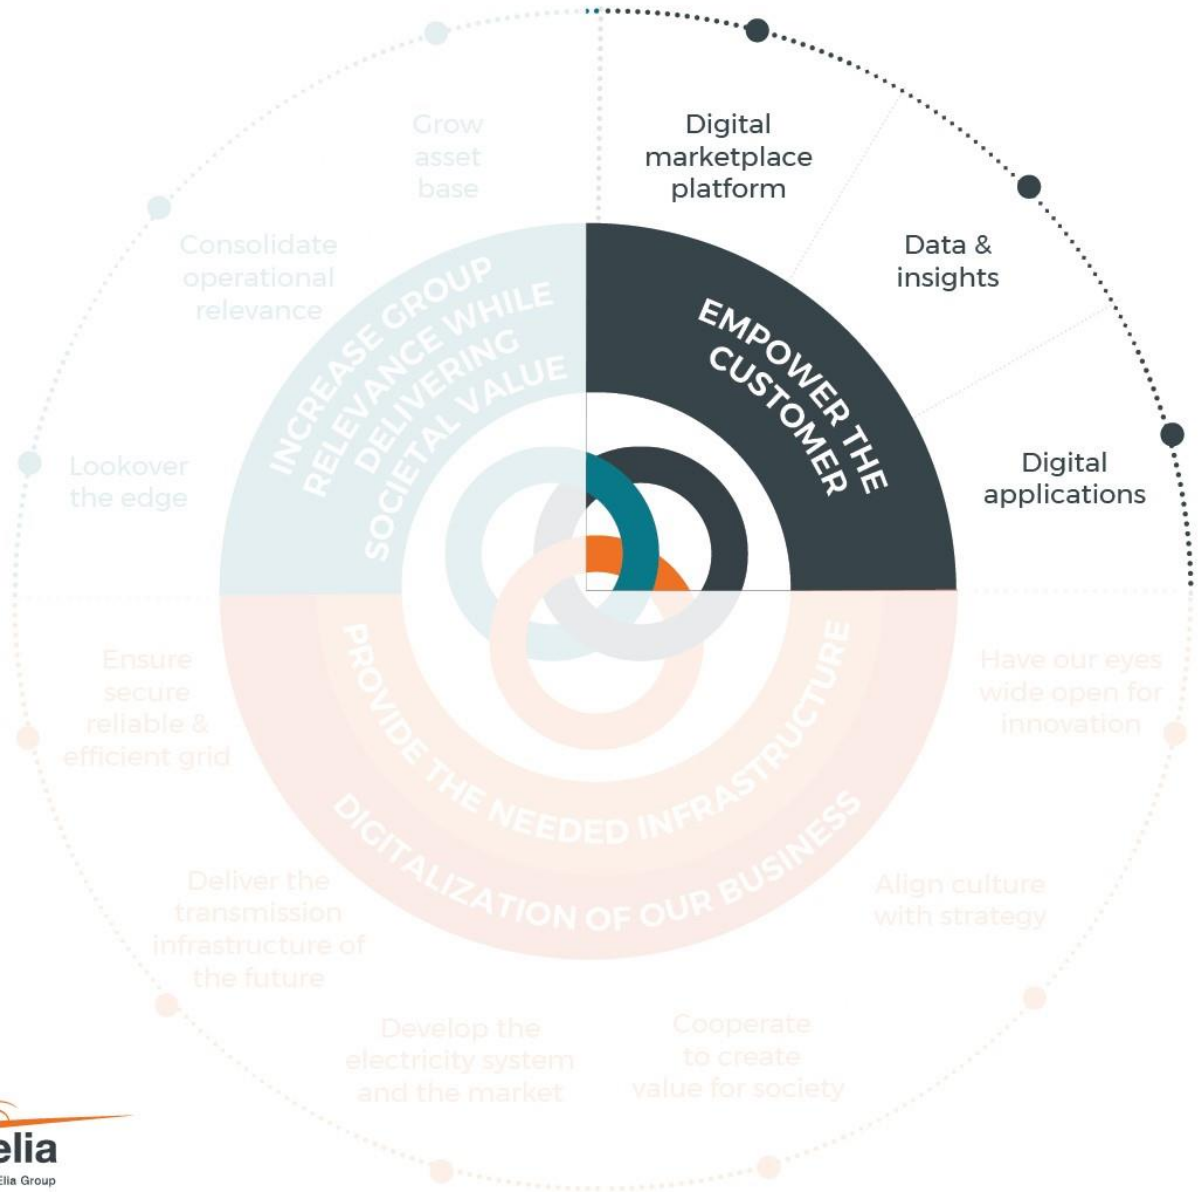 Grow
asset
base
Digital
marketplace
platform
Consolidate
operational
relevance
Data &
insights
INCREASE GROUP
RELEVANCE WHILE
DELIVERING
SOCIETAL VALUE
EMPOWER THE
CUSTOMER
Lookover
the edge
Digital
applications
Ensure
secure
reliable &
efficient grid
Have our eyes
wide open for
innovation
PROVIDE THE NEEDED INFRASTRUCTURE
DIGITALIZATION OF OUR BUSINESS
Deliver the
transmission
infrastructure of
the future
Align culture
with strategy
Develop the
electricity system
and the market
Cooperate
to create
value for society
elia
Elia Group